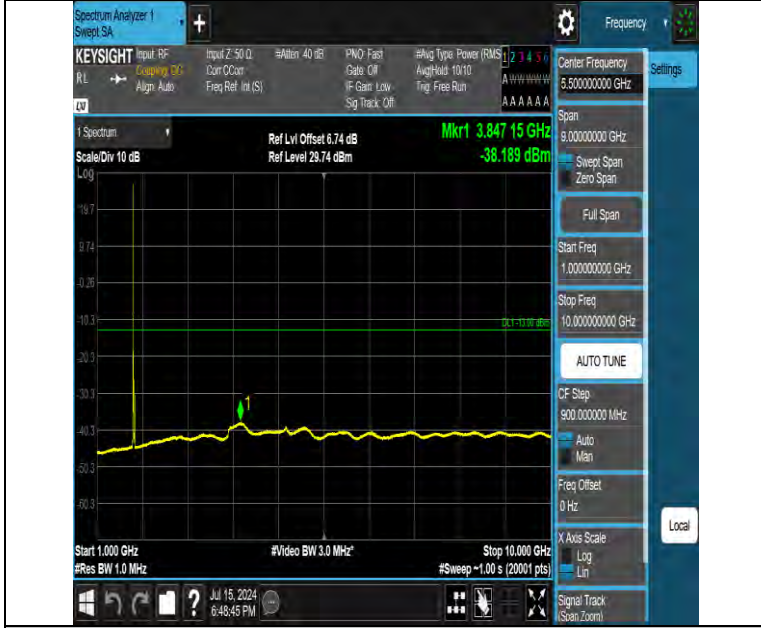 Spectrum Analyzer 1
Swept SA
+
Frequency
KEYSIGHT
Input: RF
Input Z: 50 Ω
#Atten: 40 dB
PNO: Fast
#Avg Type: Power (RMS
1 2 3 4 5 6
RL
Coupling: DC
Corr CCorr
Gate: Off
Avg|Hold: 10/10
A W W W W W
Align: Auto
Freq Ref: Int (S)
IF Gain: Low
Trig: Free Run
Sig Track: Off
A A A A A A
LXI
1 Spectrum
Scale/Div 10 dB
Log
Ref Lvl Offset 6.74 dB
Ref Level 29.74 dBm
Mkr1 3.847 15 GHz
-38.189 dBm
19.7
9.74
-0.26
-10.3
DL1 -13.00 dBm
-20.3
-30.3
1
-40.3
-50.3
-60.3
Start 1.000 GHz
#Video BW 3.0 MHz*
Stop 10.000 GHz
#Res BW 1.0 MHz
#Sweep ~1.00 s (20001 pts)
Center Frequency
5.500000000 GHz
Settings
Span
9.00000000 GHz
Swept Span
Zero Span
Full Span
Start Freq
1.000000000 GHz
Stop Freq
10.000000000 GHz
AUTO TUNE
CF Step
900.000000 MHz
Auto
Man
Freq Offset
0 Hz
X Axis Scale
Log
Lin
Local
Signal Track
(Span Zoom)
?
Jul 15, 2024
6:48:45 PM